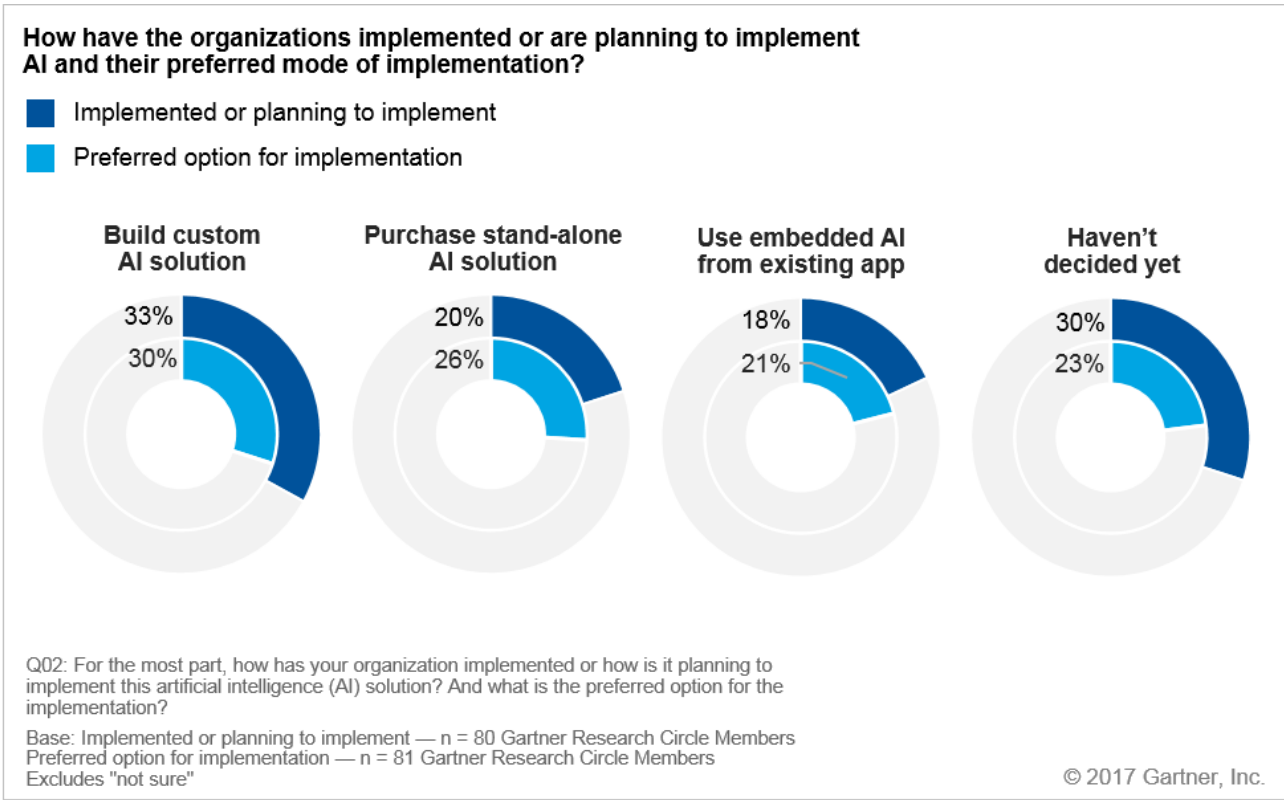 How have the organizations implemented or are planning to implement
AI and their preferred mode of implementation?
Implemented or planning to implement
Preferred option for implementation
Build custom
AI solution
33%
30%
Purchase stand-alone
AI solution
20%
26%
Use embedded AI
from existing app
18%
21%
Haven’t
decided yet
30%
23%
Q02: For the most part, how has your organization implemented or how is it planning to
implement this artificial intelligence (AI) solution? And what is the preferred option for the
implementation?
Base: Implemented or planning to implement — n = 80 Gartner Research Circle Members
Preferred option for implementation — n = 81 Gartner Research Circle Members
Excludes "not sure"
© 2017 Gartner, Inc.